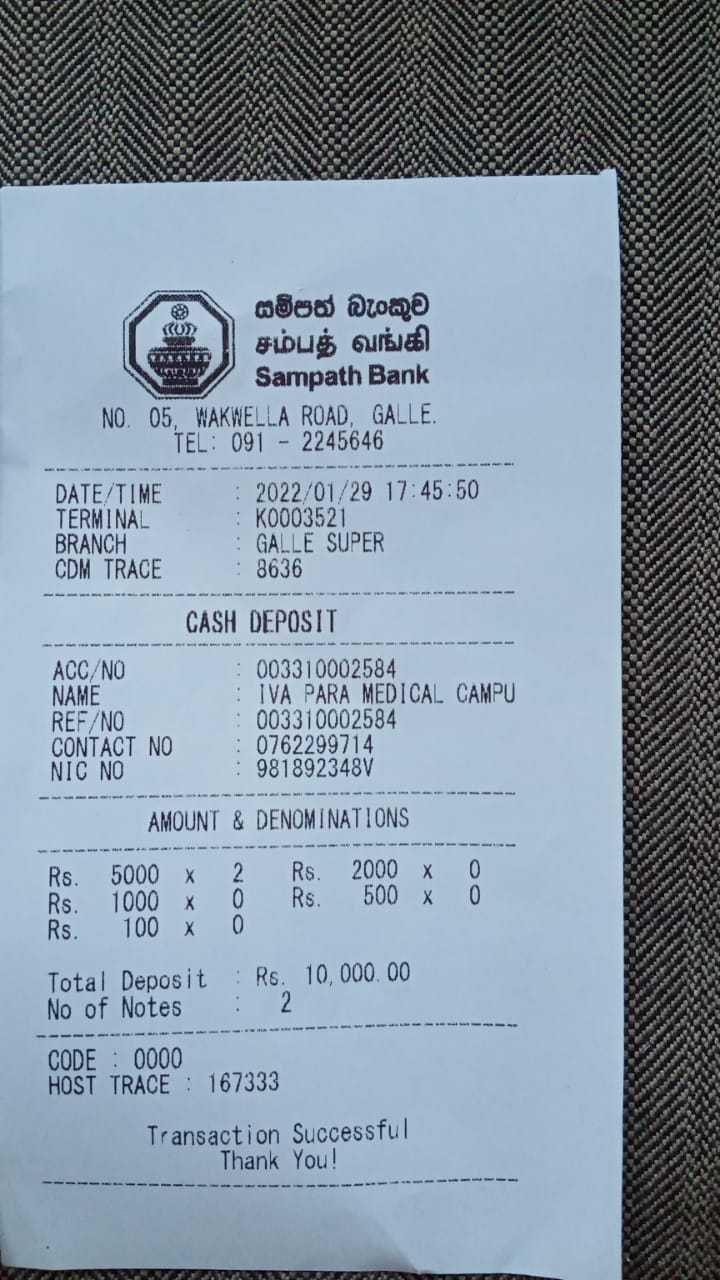 සම්පත් බැංකුව
சம்பத் வங்கி
Sampath Bank
NO. 05, WAKWELLA ROAD, GALLE.
TEL: 091 - 2245646
DATE/TIME : 2022/01/29 17:45:50
TERMINAL : K0003521
BRANCH : GALLE SUPER
CDM TRACE : 8636
CASH DEPOSIT
ACC/NO : 003310002584
NAME : IVA PARA MEDICAL CAMPU
REF/NO : 003310002584
CONTACT NO : 0762299714
NIC NO : 981892348V
AMOUNT & DENOMINATIONS
Rs. 5000 x 2 Rs. 2000 x 0
Rs. 1000 x 0 Rs. 500 x 0
Rs. 100 x 0
Total Deposit : Rs. 10,000.00
No of Notes : 2
CODE : 0000
HOST TRACE : 167333
Transaction Successful
Thank You!